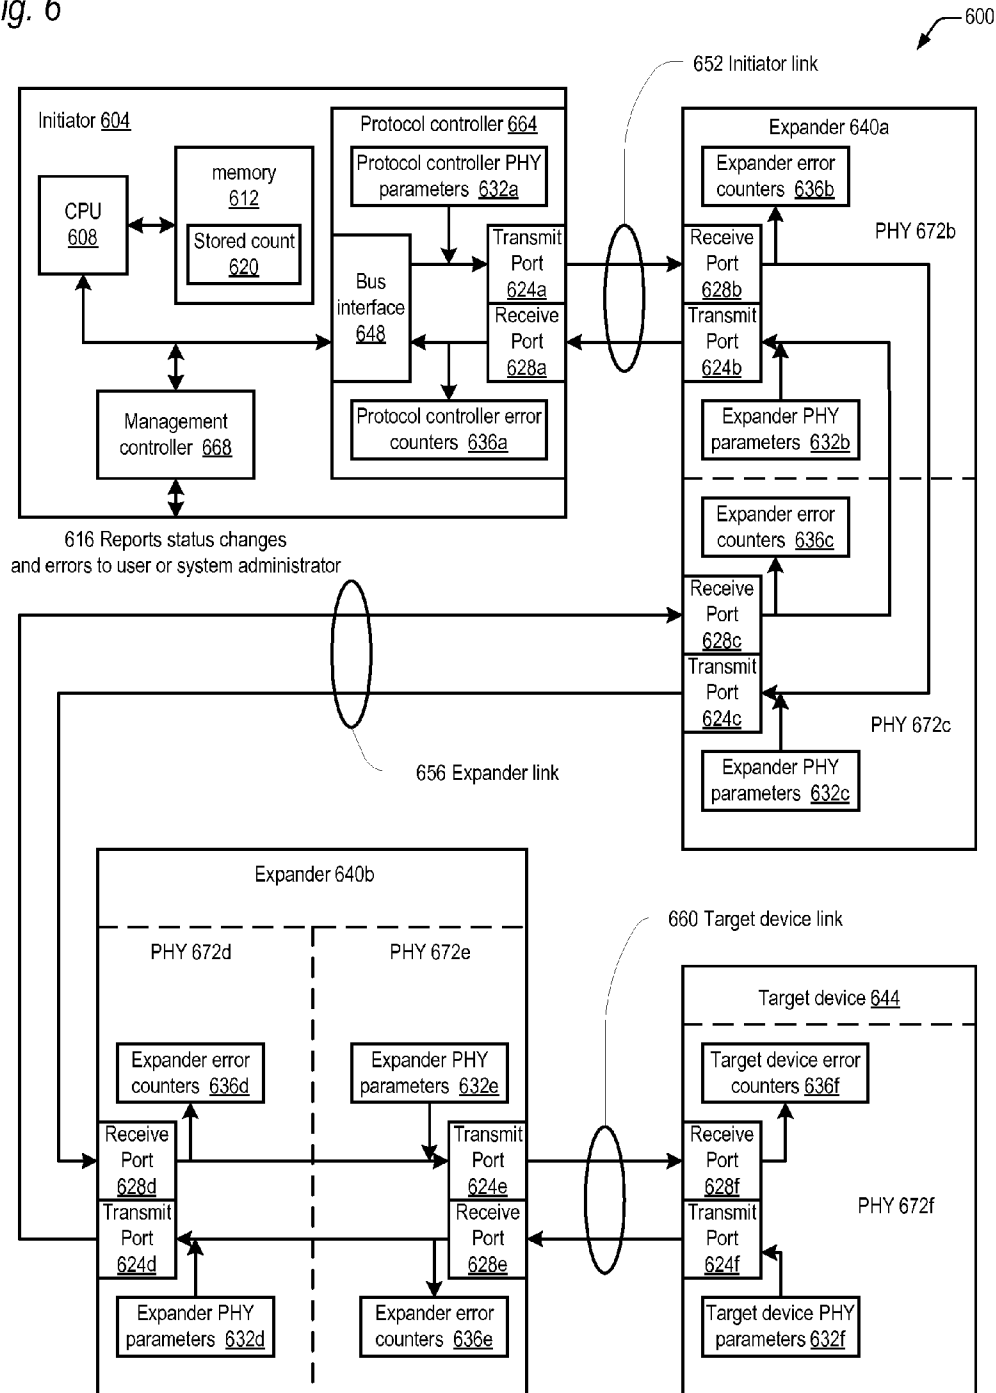 ig. 6
600
652 Initiator link
Initiator 604
CPU
608
memory
612
Stored count
620
Protocol controller 664
Protocol controller PHY
parameters 632a
Bus
interface
648
Transmit
Port
624a
Receive
Port
628a
Protocol controller error
counters 636a
Management
controller 668
616 Reports status changes
and errors to user or system administrator
Expander 640a
Expander error
counters 636b
PHY 672b
Receive
Port
628b
Transmit
Port
624b
Expander PHY
parameters 632b
Expander error
counters 636c
Receive
Port
628c
Transmit
Port
624c
PHY 672c
Expander PHY
parameters 632c
656 Expander link
Expander 640b
PHY 672d
PHY 672e
Expander error
counters 636d
Expander PHY
parameters 632e
Receive
Port
628d
Transmit
Port
624d
Transmit
Port
624e
Receive
Port
628e
Expander PHY
parameters 632d
Expander error
counters 636e
660 Target device link
Target device 644
Target device error
counters 636f
Receive
Port
628f
Transmit
Port
624f
PHY 672f
Target device PHY
parameters 632f